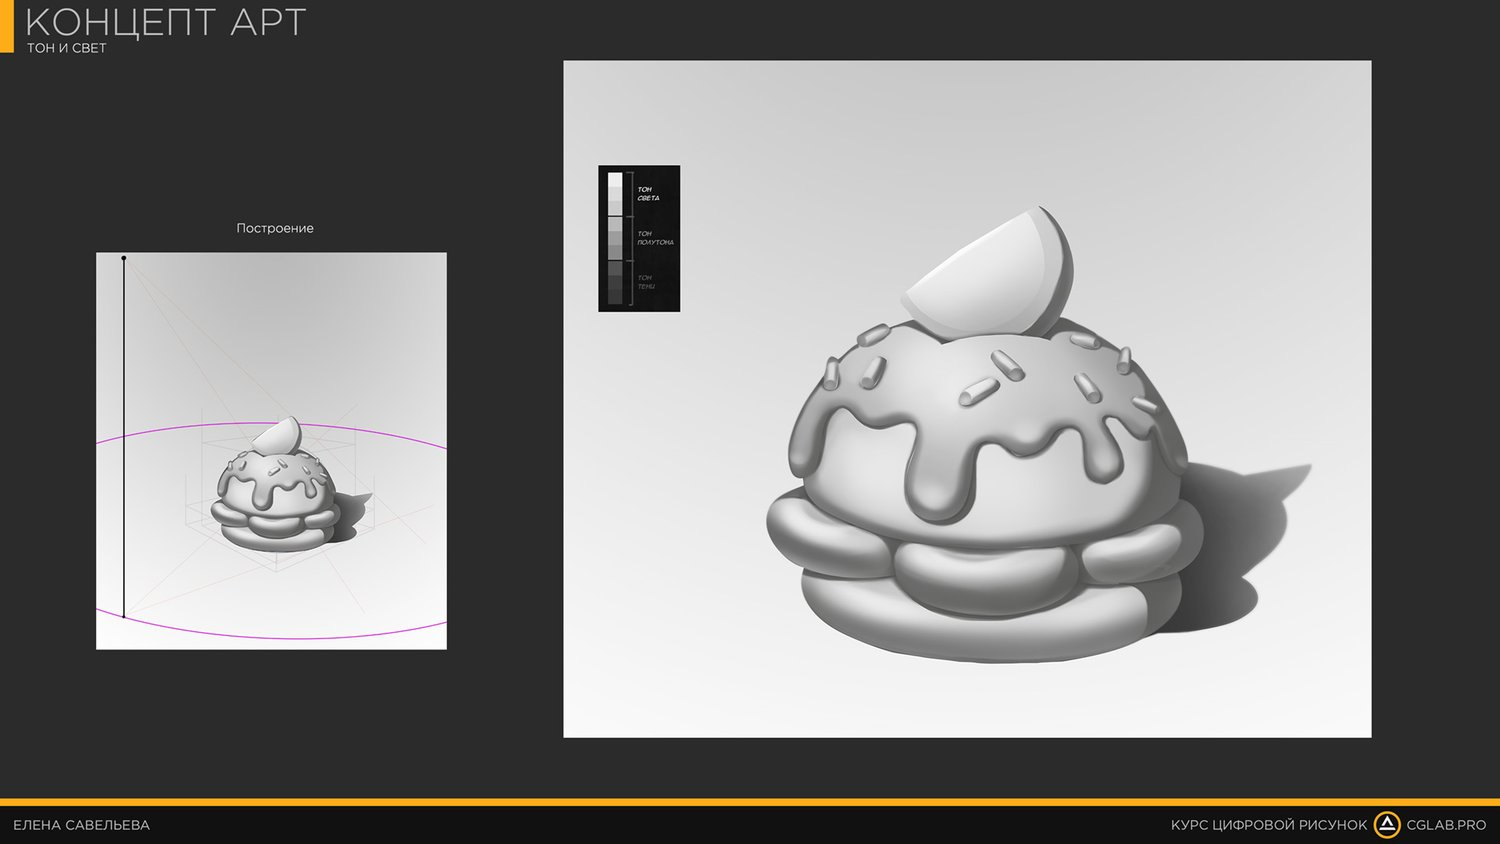 КОНЦЕПТ АРТ
ТОН И СВЕТ
Построение
ТОН
СВЕТА
ТОН
ПОЛУТОНА
ТОН
ТЕНИ
ЕЛЕНА САВЕЛЬЕВА
КУРС ЦИФРОВОЙ РИСУНОК CGLAB.PRO